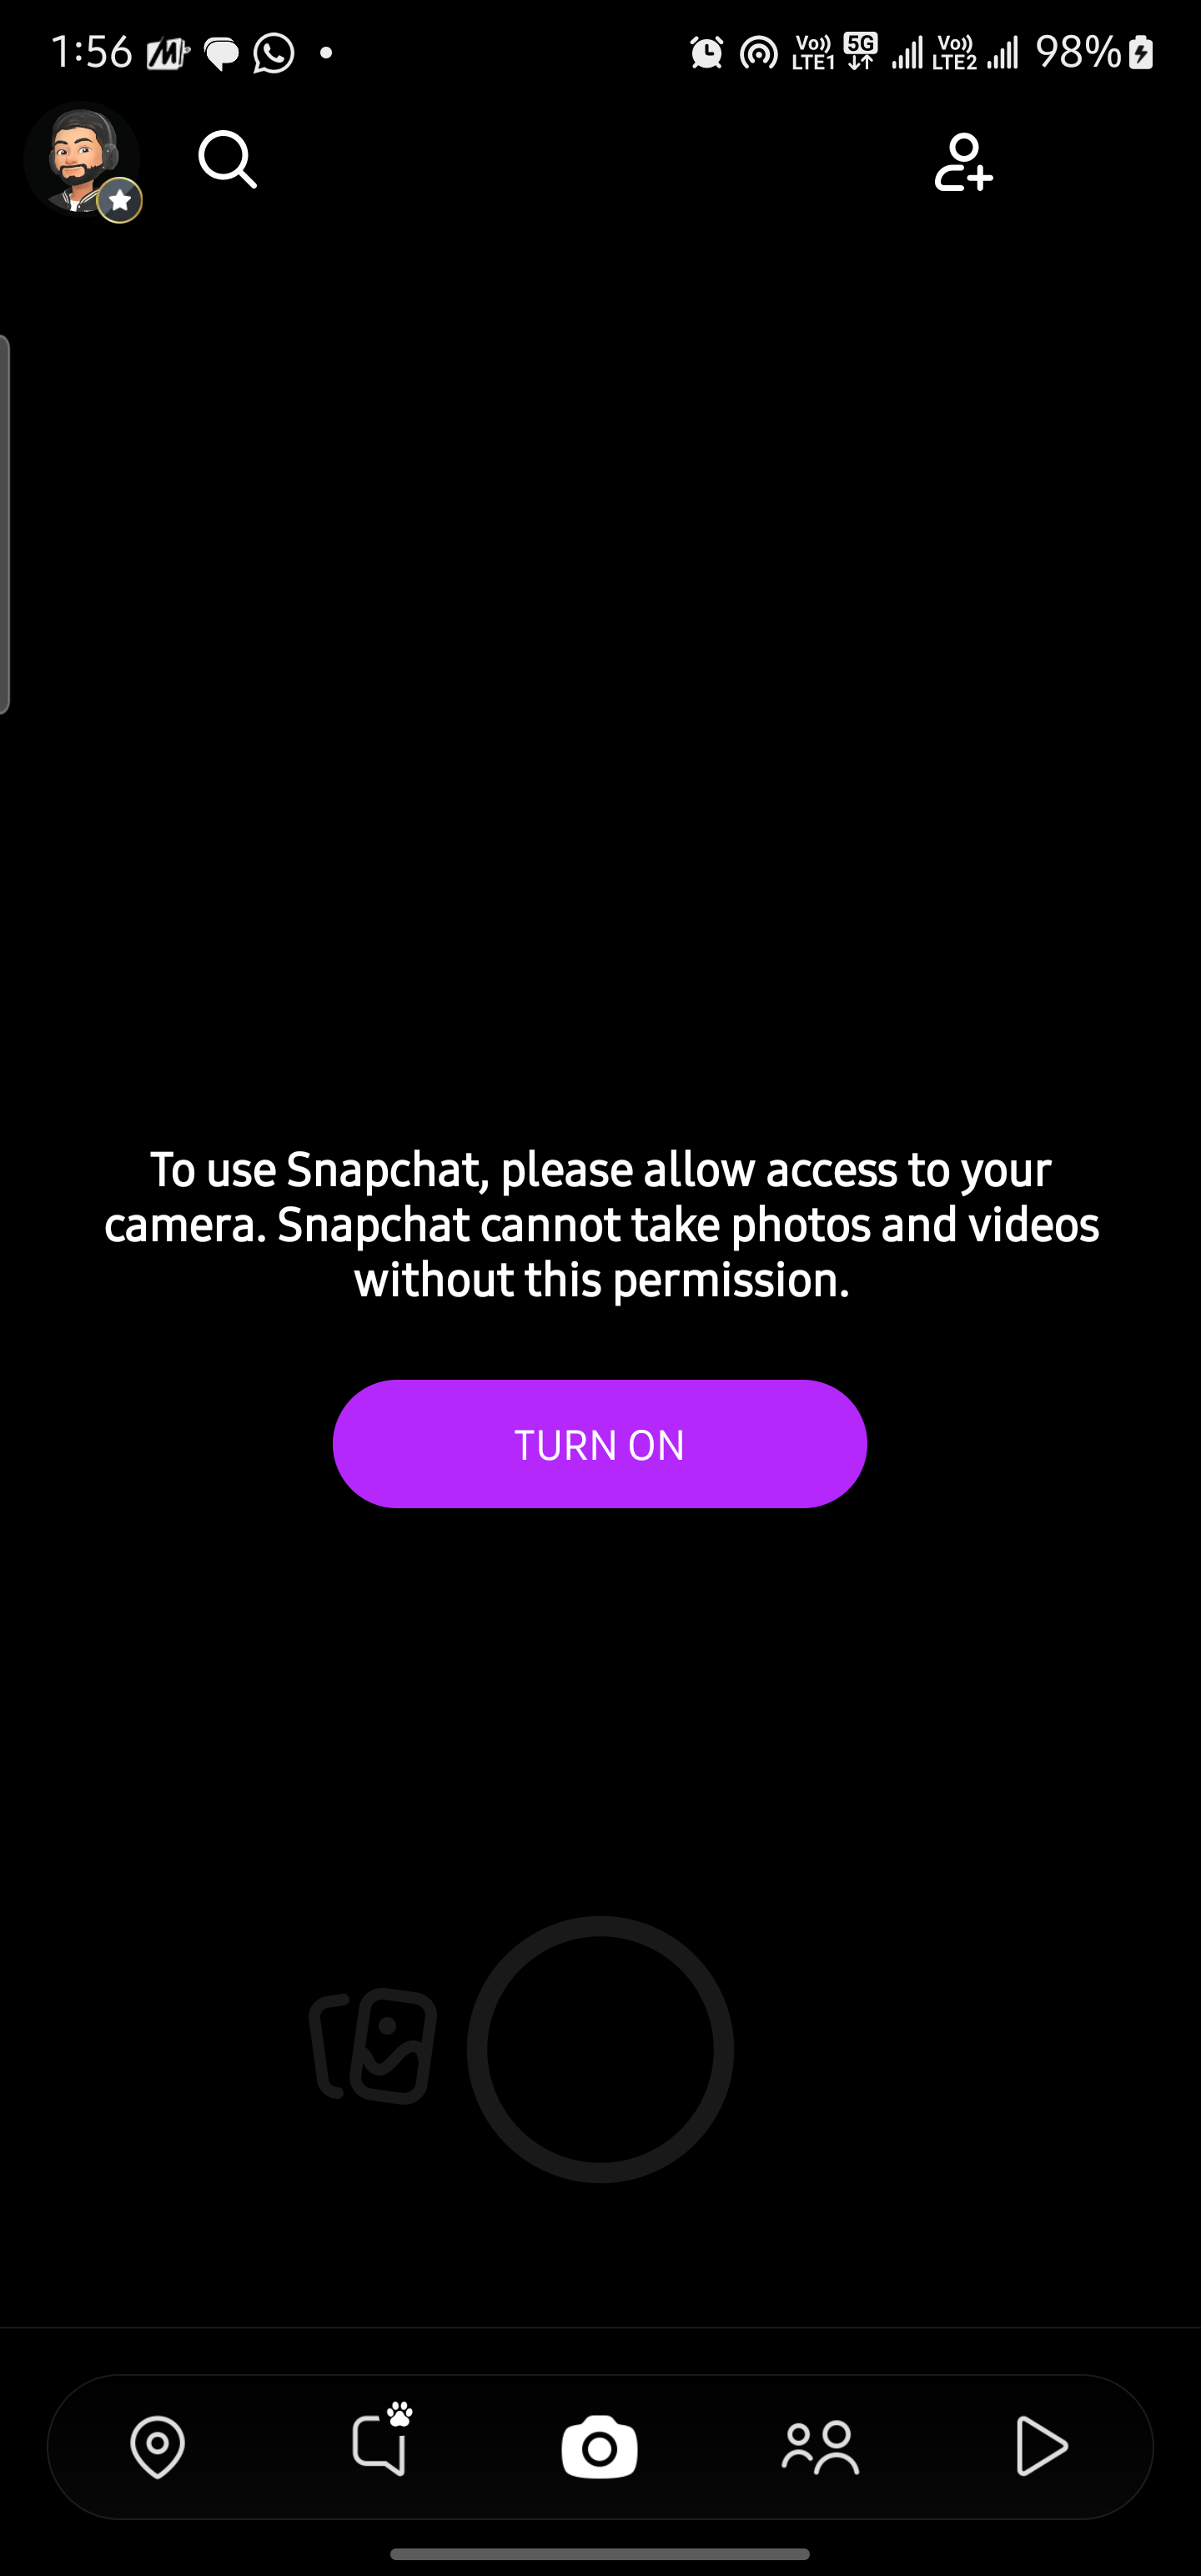 1:56
Vo)) LTE1 5G Vo)) LTE2 98%
To use Snapchat, please allow access to your
camera. Snapchat cannot take photos and videos
without this permission.
TURN ON